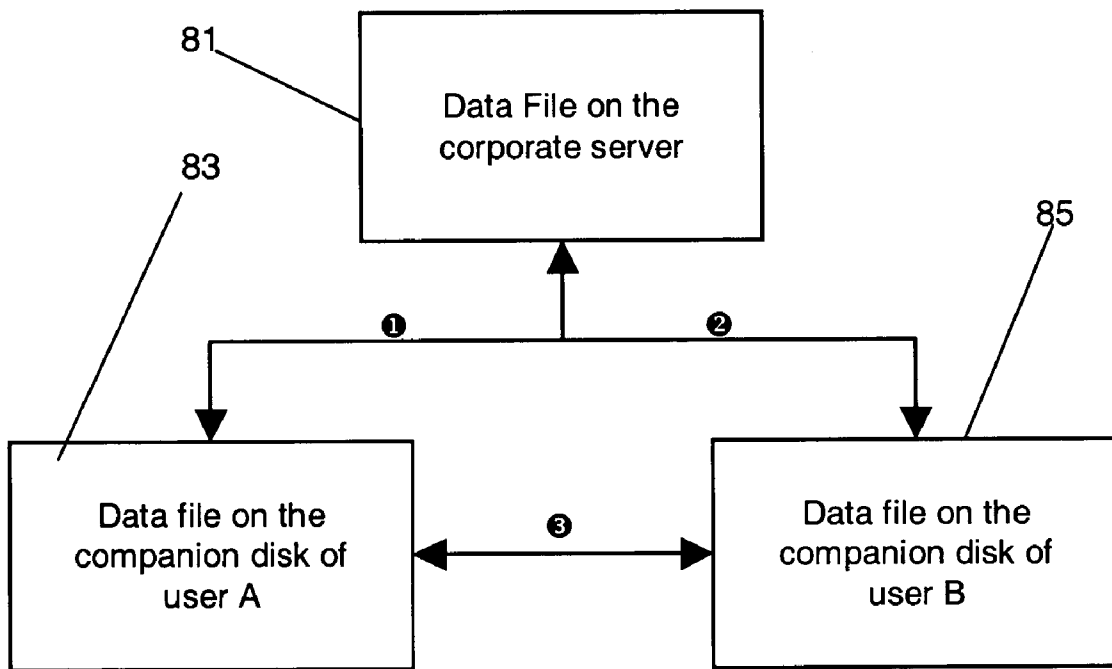 81
Data File on the
corporate server
83
85
❶
❷
Data file on the
companion disk of
user A
❸
Data file on the
companion disk of
user B